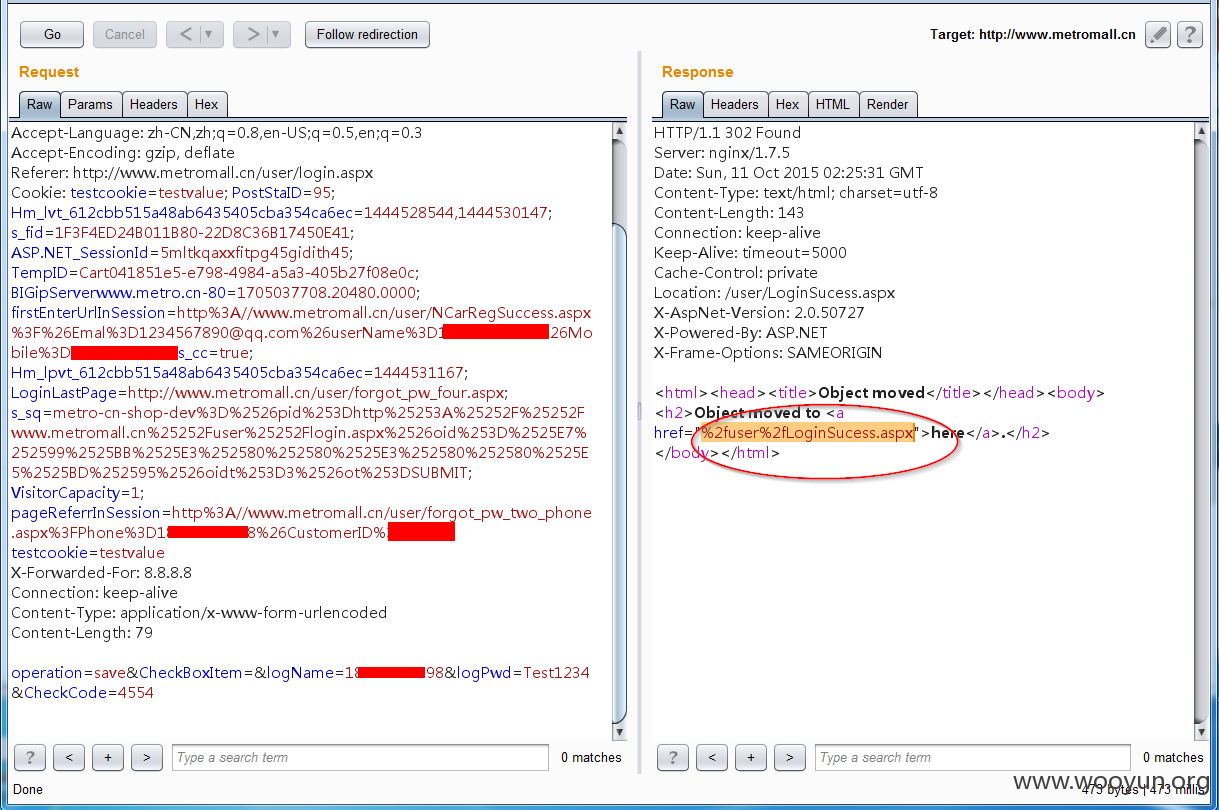 Go Cancel < ▼ > ▼ Follow redirection Target: http://www.metromall.cn ?
Request
Raw Params Headers Hex
Accept-Language: zh-CN,zh;q=0.8,en-US;q=0.5,en;q=0.3
Accept-Encoding: gzip, deflate
Referer: http://www.metromall.cn/user/login.aspx
Cookie: testcookie=testvalue; PostStaID=95;
Hm_lvt_612cbb515a48ab6435405cba354ca6ec=1444528544,1444530147;
s_fid=1F3F4ED24B011B80-22D8C36B17450E41;
ASP.NET_SessionId=5mltkqaxxfitpg45gidith45;
TempID=Cart041851e5-e798-4984-a5a3-405b27f08e0c;
BIGipServerwww.metro.cn-80=1705037708.20480.0000;
firstEnterUrlInSession=http%3A//www.metromall.cn/user/NCarRegSuccess.aspx
%3F%26Emal%3D1234567890@qq.com%26userName%3D1 26Mo
bile%3D s_cc=true;
Hm_lpvt_612cbb515a48ab6435405cba354ca6ec=1444531167;
LoginLastPage=http://www.metromall.cn/user/forgot_pw_four.aspx;
s_sq=metro-cn-shop-dev%3D%2526pid%253Dhttp%25253A%25252F%25252F
www.metromall.cn%25252Fuser%25252Flogin.aspx%2526oid%253D%2525E7%
252599%2525BB%2525E3%252580%252580%2525E3%252580%252580%2525E
5%2525BD%252595%2526oidt%253D3%2526ot%253DSUBMIT;
VisitorCapacity=1;
pageReferrInSession=http%3A//www.metromall.cn/user/forgot_pw_two_phone
.aspx%3FPhone%3D18 8%26CustomerID%
testcookie=testvalue
X-Forwarded-For: 8.8.8.8
Connection: keep-alive
Content-Type: application/x-www-form-urlencoded
Content-Length: 79
operation=save&CheckBoxItem=&logName=18 98&logPwd=Test1234
&CheckCode=4554
? < + > Type a search term 0 matches
Done
Response
Raw Headers Hex HTML Render
HTTP/1.1 302 Found
Server: nginx/1.7.5
Date: Sun, 11 Oct 2015 02:25:31 GMT
Content-Type: text/html; charset=utf-8
Content-Length: 143
Connection: keep-alive
Keep-Alive: timeout=5000
Cache-Control: private
Location: /user/LoginSucess.aspx
X-AspNet-Version: 2.0.50727
X-Powered-By: ASP.NET
X-Frame-Options: SAMEORIGIN
<html><head><title>Object moved</title></head><body>
<h2>Object moved to <a
href="%2fuser%2fLoginSucess.aspx">here</a>.</h2>
</body></html>
? < + > Type a search term 0 matches
473 bytes | 473 millis
www.wooyun.org